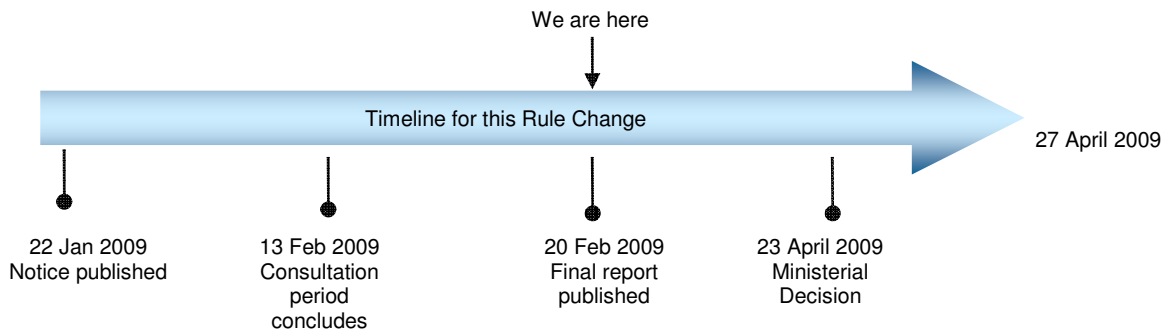 We are here
Timeline for this Rule Change
27 April 2009
22 Jan 2009
Notice published
13 Feb 2009
Consultation
period
concludes
20 Feb 2009
Final report
published
23 April 2009
Ministerial
Decision